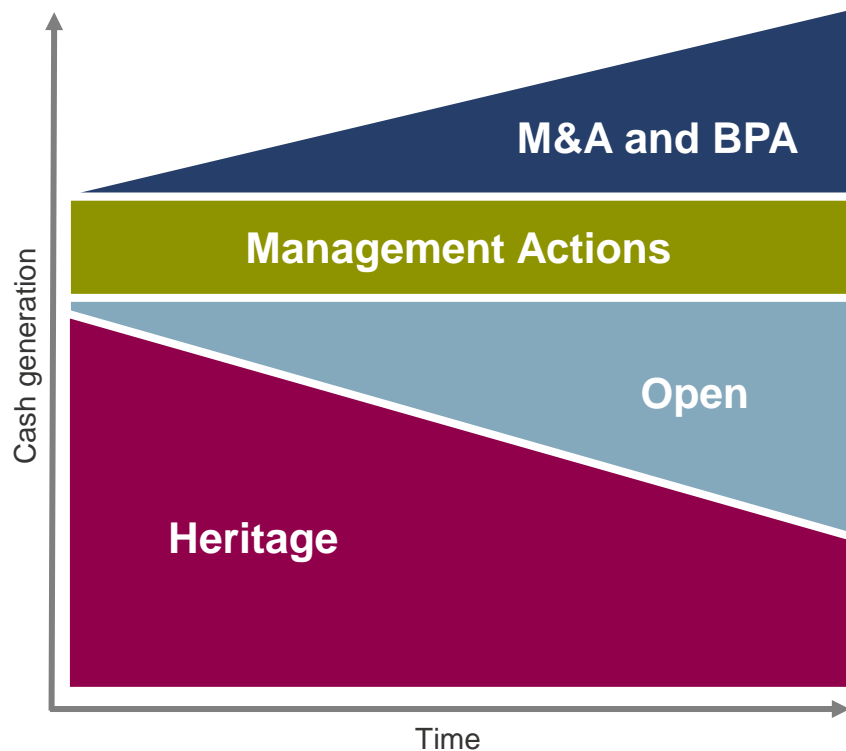 M&A and BPA
Management Actions
Open
Heritage
Cash generation
Time